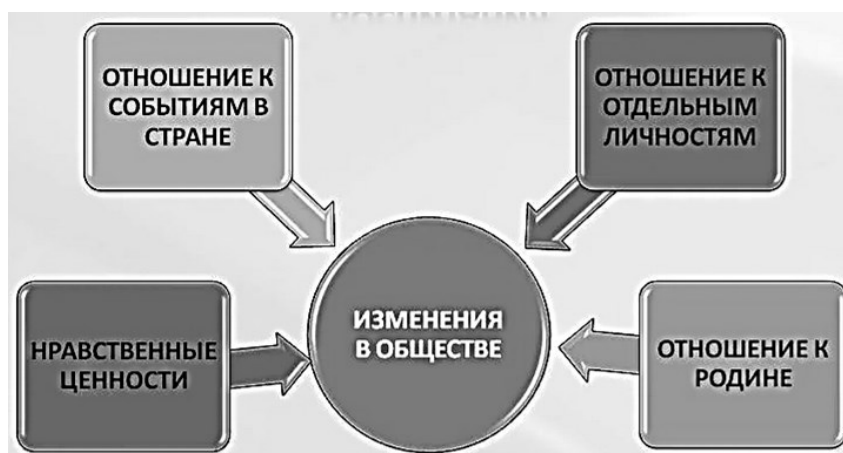 ОТНОШЕНИЕ К
СОБЫТИЯМ В
СТРАНЕ
ОТНОШЕНИЕ К
ОТДЕЛЬНЫМ
ЛИЧНОСТЯМ
НРАВСТВЕННЫЕ
ЦЕННОСТИ
ИЗМЕНЕНИЯ
В ОБЩЕСТВЕ
ОТНОШЕНИЕ К
РОДИНЕ